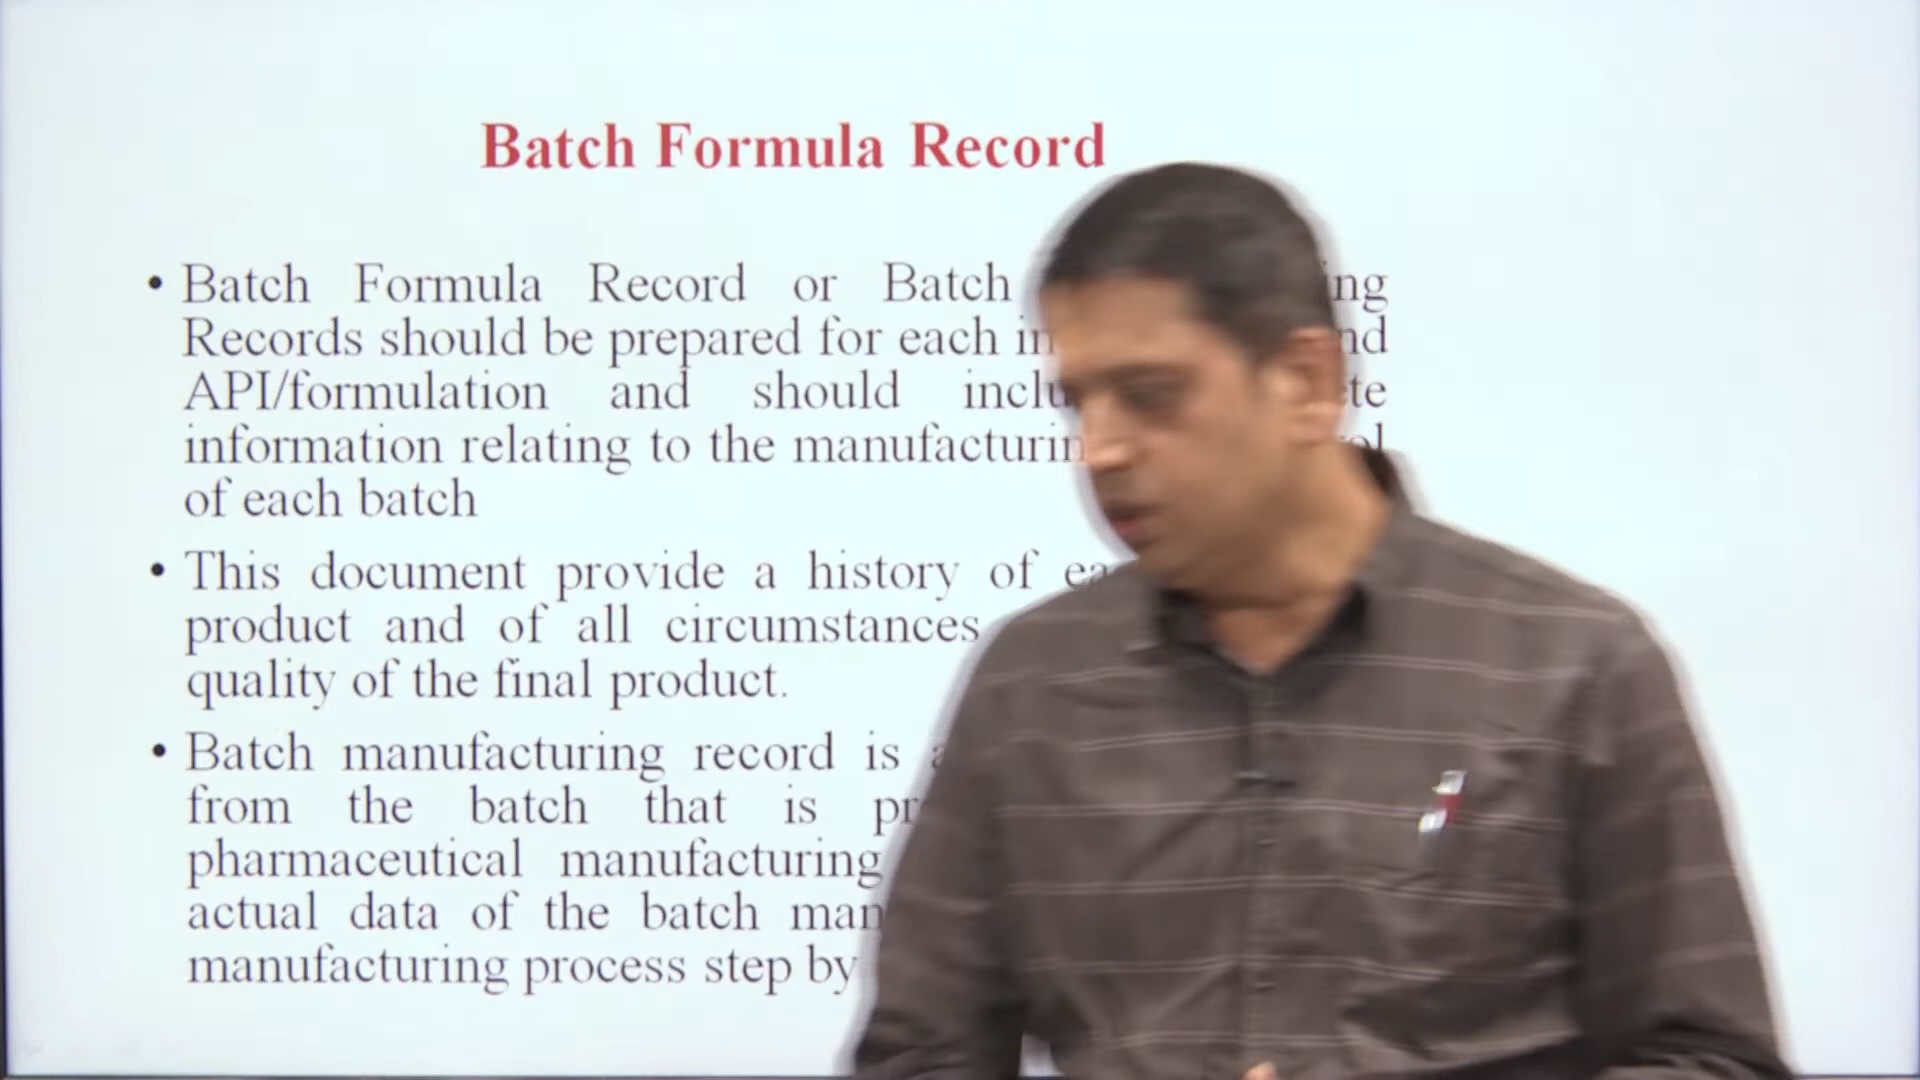 Batch Formula Record
• Batch Formula Record or Batch
Records should be prepared for each
API/formulation and should
information relating to the
of each batch
• This document provide a history of
product and of all circumstances
quality of the final product.
• Batch manufacturing record is
from the batch that is
pharmaceutical manufacturing
actual data of the batch
manufacturing process step by